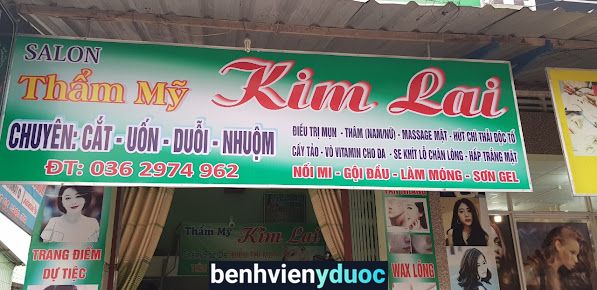 SALON
Thẩm Mỹ
Kim Lai
CHUYÊN: CẮT - UỐN - DUỖI - NHUỘM
ĐT: 036 2974 962
ĐIỀU TRỊ MỤN - THÂM (NAM/NỮ) - MASSAGE MẶT - HỤT CHÌ THẢI ĐỘC TỐ
CẤY TẢO - VÔ VITAMIN CHO DA - SE KHÍT LỖ CHÂN LÔNG - HẤP TRẮNG MẶT
NỐI MI - GỘI ĐẦU - LÀM MÓNG - SƠN GEL
TRANG ĐIỂM
DỰ TIỆC
Thẩm Mỹ
Kim Lai
WAX LÔNG
benhvienyduoc